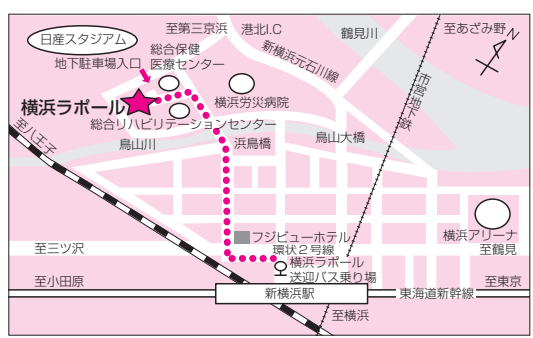 至第三京浜
港北I.C
鶴見川
至あざみ野
N
日産スタジアム
新横浜元石川線
総合保健
医療センター
地下駐車場入口
市営地下鉄
横浜ラポール
横浜労災病院
総合リハビリテーションセンター
至八王子
鳥山川
浜鳥橋
鳥山大橋
フジビューホテル
横浜アリーナ
至三ツ沢
環状2号線
至鶴見
横浜ラポール
送迎バス乗り場
至小田原
至東京
新横浜駅
東海道新幹線
至横浜